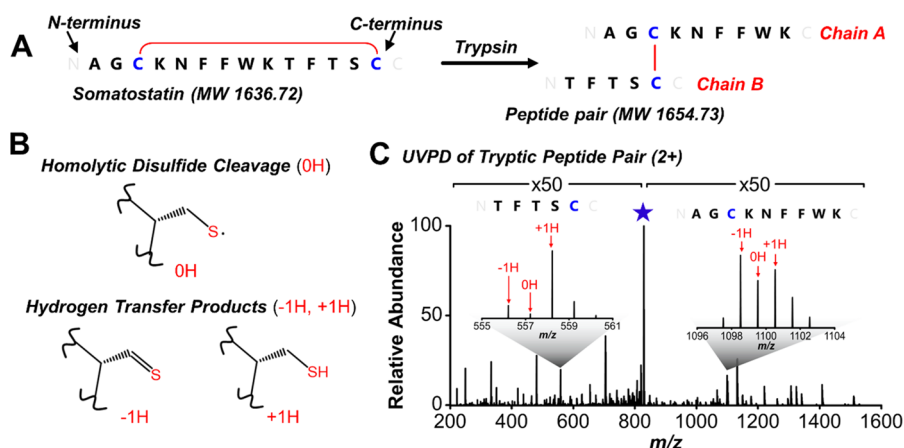 A
N-terminus
C-terminus
N A G C K N F F W K T F T S C C
Somatostatin (MW 1636.72)
Trypsin
N A G C K N F F W K C Chain A
N T F T S C C Chain B
Peptide pair (MW 1654.73)
B
Homolytic Disulfide Cleavage (0H)
S·
0H
Hydrogen Transfer Products (-1H, +1H)
S
-1H
SH
+1H
C UVPD of Tryptic Peptide Pair (2+)
x50
x50
N T F T S C C
N A G C K N F F W K C
Relative Abundance
100
50
0
+1H
-1H
0H
555 557 559 561
m/z
-1H
0H
+1H
1096 1098 1100 1102 1104
m/z
200 400 600 800 1000 1200 1400 1600
m/z